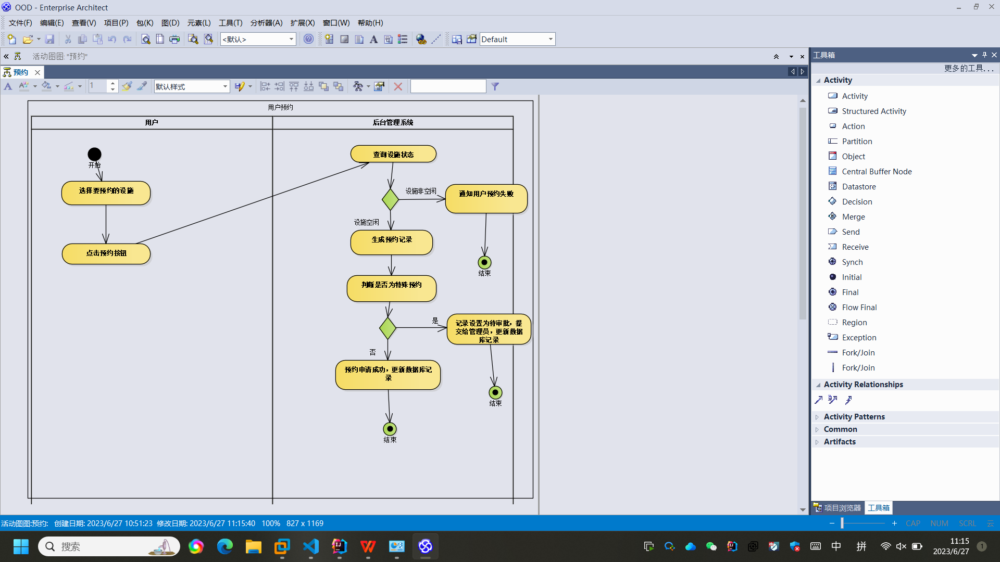 OOD - Enterprise Architect
文件(F) 编辑(E) 查看(V) 项目(P) 包(K) 图(D) 元素(L) 工具(T) 分析器(A) 扩展(X) 窗口(W) 帮助(H)
<默认>
Default
活动图图: "预约"
预约
1
默认样式
用户预约
用户
后台管理系统
开始
选择要预约的设施
点击预约按钮
查询设施状态
设施非空闲
通知用户预约失败
设施空闲
生成预约记录
结束
判断是否为特殊预约
是
记录设置为待审批，提
交给管理员，更新数据
库记录
否
预约申请成功，更新数据库记
录
结束
结束
工具箱
更多的工具...
Activity
Activity
Structured Activity
Action
Partition
Object
Central Buffer Node
Datastore
Decision
Merge
Send
Receive
Synch
Initial
Final
Flow Final
Region
Exception
Fork/Join
Fork/Join
Activity Relationships
Activity Patterns
Common
Artifacts
项目浏览器 工具箱
活动图图:预约: 创建日期: 2023/6/27 10:51:23 修改日期: 2023/6/27 11:15:40 100% 827 x 1169
CAP NUM SCRL 云
搜索
中 拼
11:15
2023/6/27
1